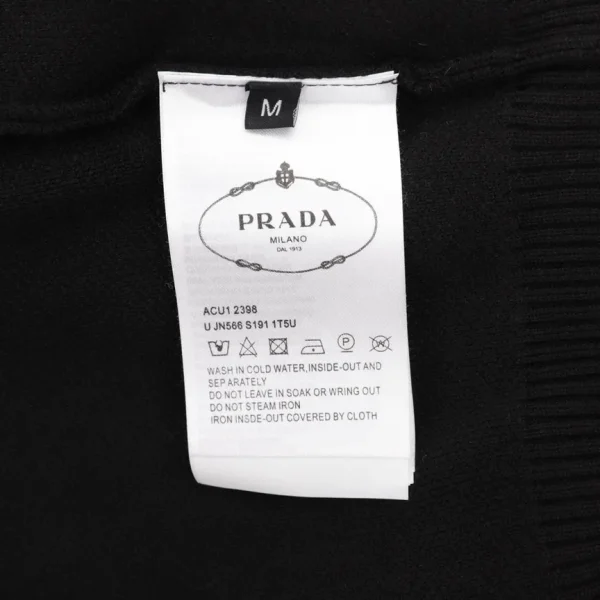 M
PRADA
MILANO
DAL 1913
ACU1 2398
U JN566 S191 1T5U
P
W
WASH IN COLD WATER,INSIDE-OUT AND
SEP ARATELY
DO NOT LEAVE IN SOAK OR WRING OUT
DO NOT STEAM IRON
IRON INSDE-OUT COVERED BY CLOTH